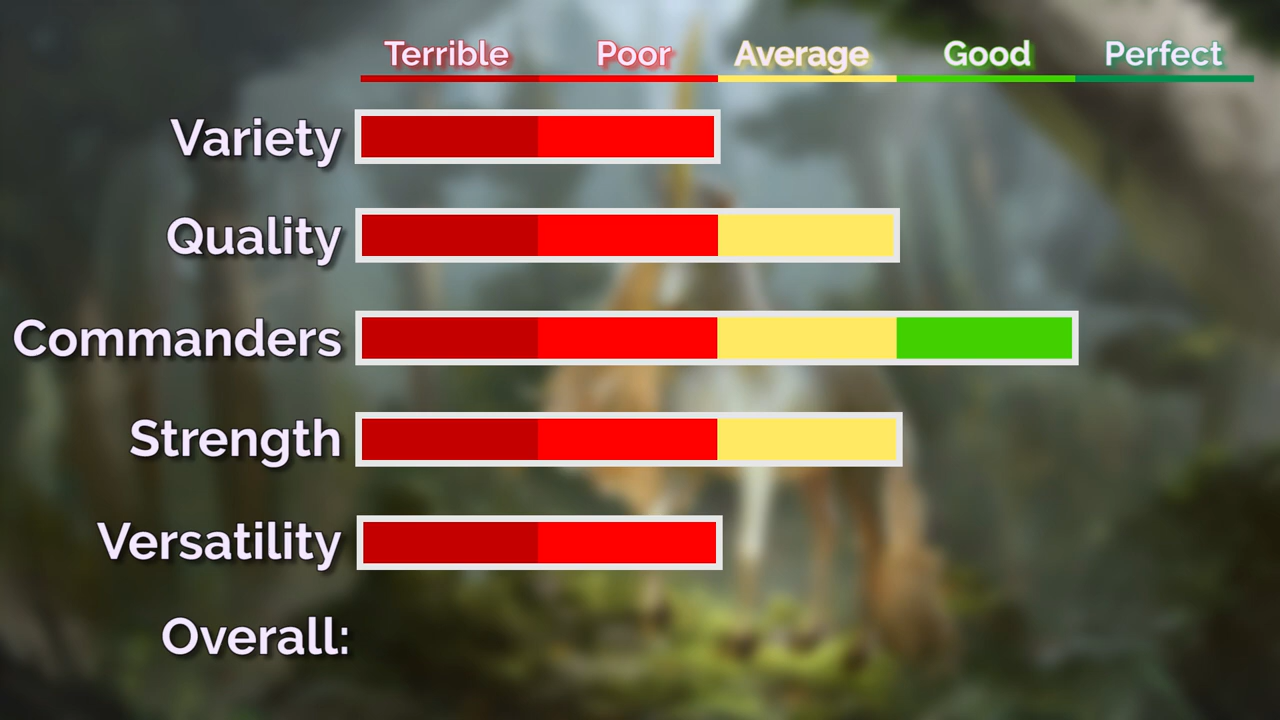 Terrible Poor Average Good Perfect
Variety
Quality
Commanders
Strength
Versatility
Overall: